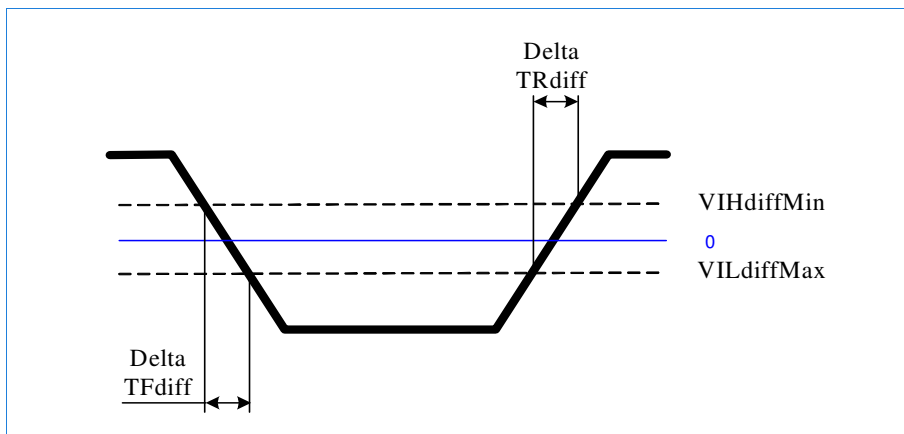 Delta
TRdiff
VIHdiffMin
0
VILdiffMax
Delta
TFdiff